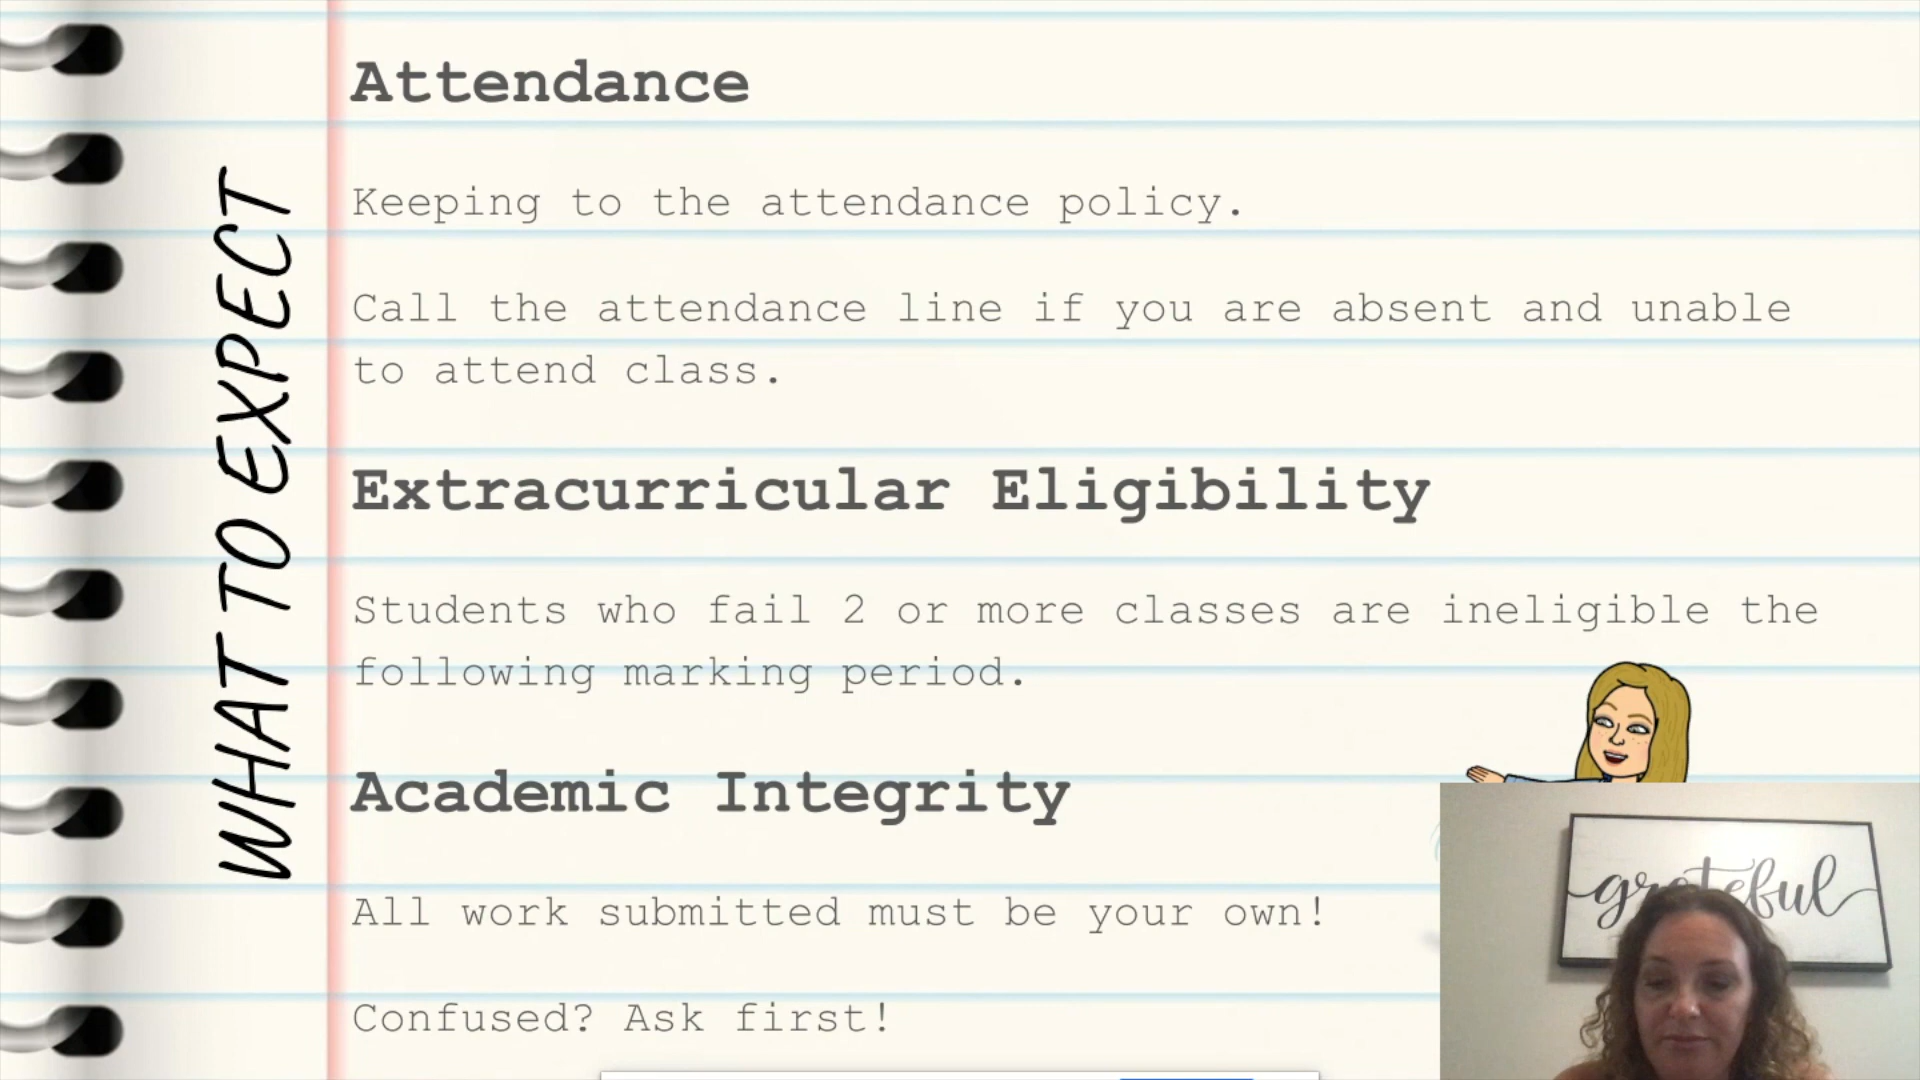 WHAT TO EXPECT
Attendance
Keeping to the attendance policy.
Call the attendance line if you are absent and unable
to attend class.
Extracurricular Eligibility
Students who fail 2 or more classes are ineligible the
following marking period.
Academic Integrity
All work submitted must be your own!
Confused? Ask first!
grateful